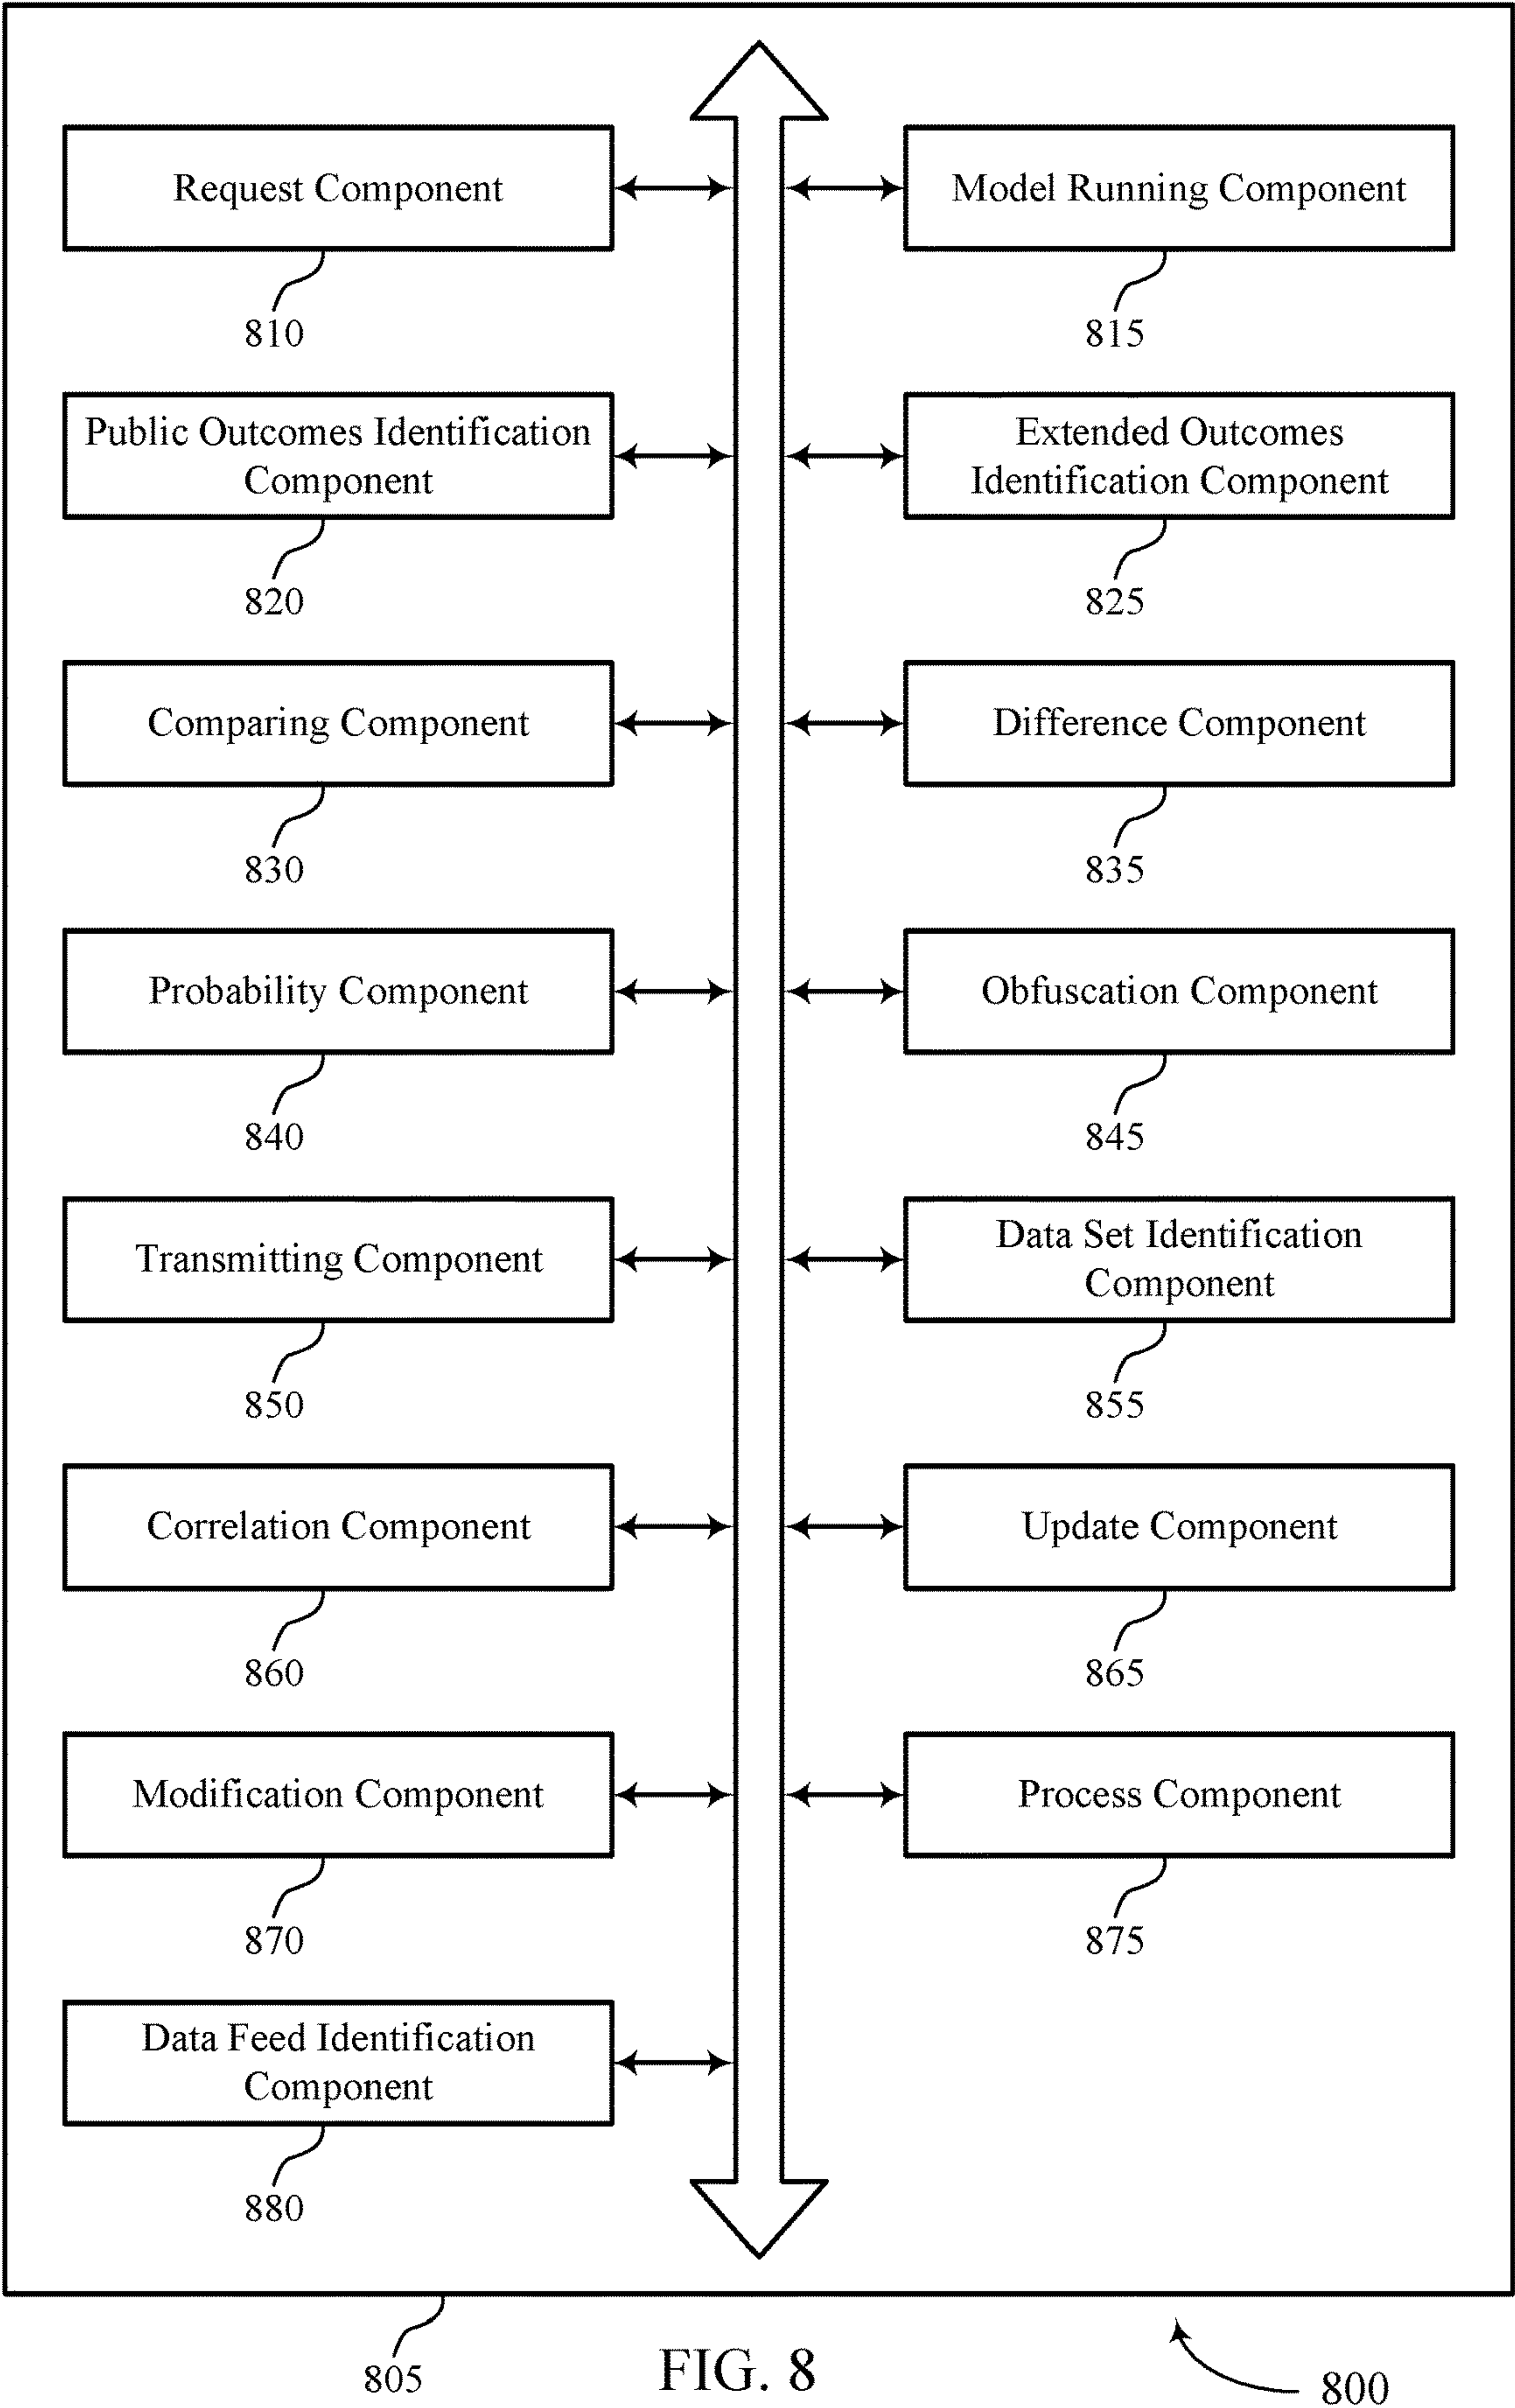 Request Component
Model Running Component
810
815
Public Outcomes Identification
Component
Extended Outcomes
Identification Component
820
825
Comparing Component
Difference Component
830
835
Probability Component
Obfuscation Component
840
845
Transmitting Component
Data Set Identification
Component
850
855
Correlation Component
Update Component
860
865
Modification Component
Process Component
870
875
Data Feed Identification
Component
880
805
FIG. 8
800